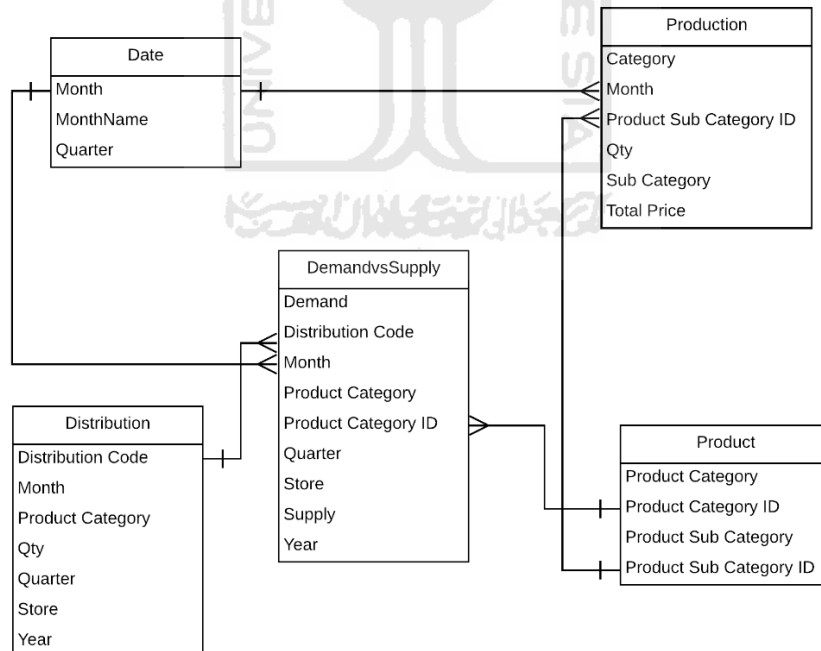 Date
Month
MonthName
Quarter
Production
Category
Month
Product Sub Category ID
Qty
Sub Category
Total Price
DemandvsSupply
Demand
Distribution Code
Month
Product Category
Product Category ID
Quarter
Store
Supply
Year
Distribution
Distribution Code
Month
Product Category
Qty
Quarter
Store
Year
Product
Product Category
Product Category ID
Product Sub Category
Product Sub Category ID